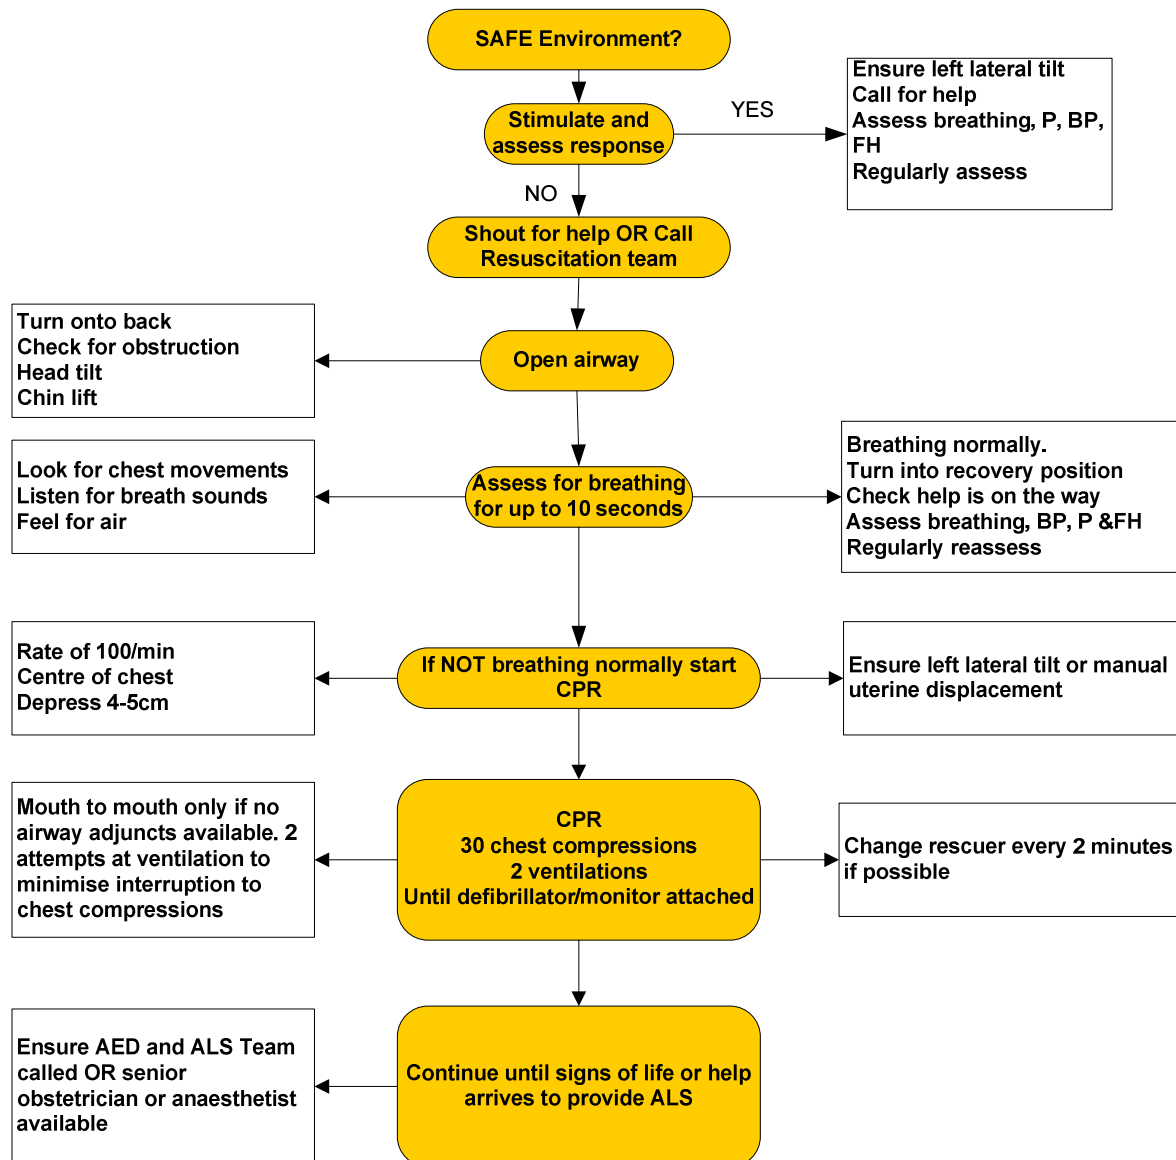 SAFE Environment?
Stimulate and
assess response
YES
Ensure left lateral tilt
Call for help
Assess breathing, P, BP,
FH
Regularly assess
NO
Shout for help OR Call
Resuscitation team
Turn onto back
Check for obstruction
Head tilt
Chin lift
Open airway
Look for chest movements
Listen for breath sounds
Feel for air
Assess for breathing
for up to 10 seconds
Breathing normally.
Turn into recovery position
Check help is on the way
Assess breathing, BP, P &FH
Regularly reassess
Rate of 100/min
Centre of chest
Depress 4-5cm
If NOT breathing normally start
CPR
Ensure left lateral tilt or manual
uterine displacement
Mouth to mouth only if no
airway adjuncts available. 2
attempts at ventilation to
minimise interruption to
chest compressions
CPR
30 chest compressions
2 ventilations
Until defibrillator/monitor attached
Change rescuer every 2 minutes
if possible
Ensure AED and ALS Team
called OR senior
obstetrician or anaesthetist
available
Continue until signs of life or help
arrives to provide ALS